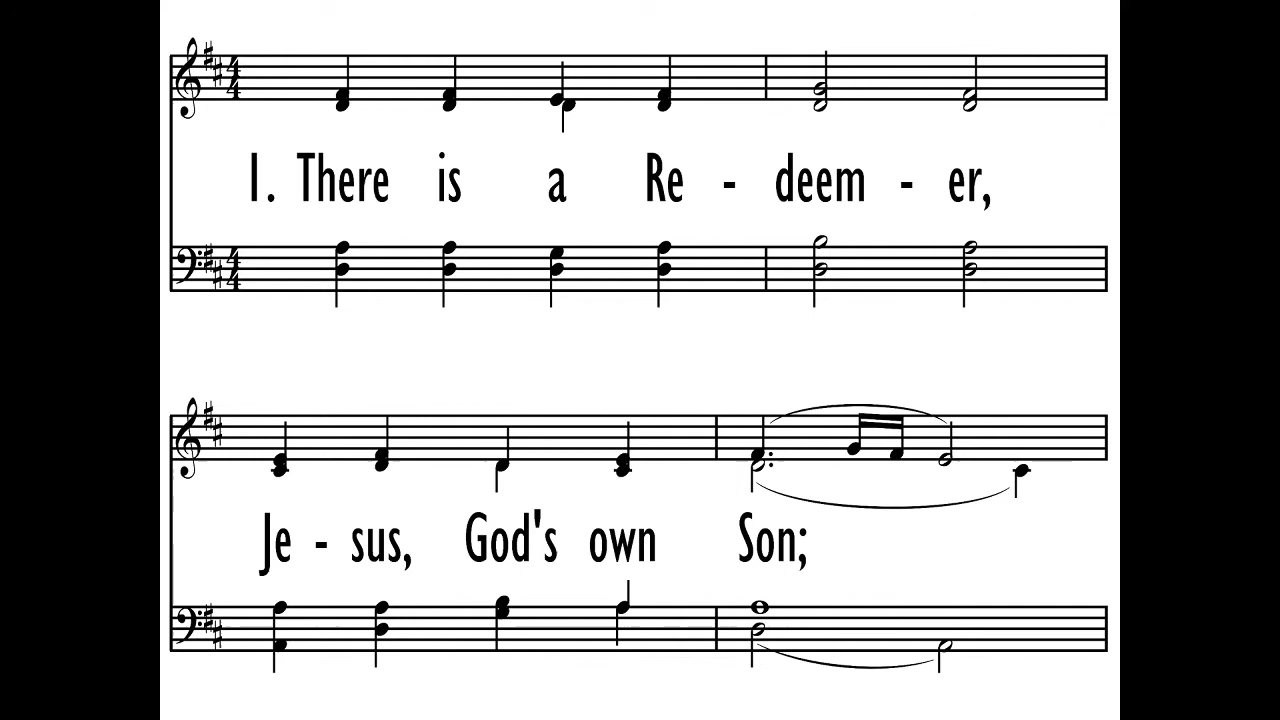 1. There is a Re - deem - er,
Je - sus, God's own Son;